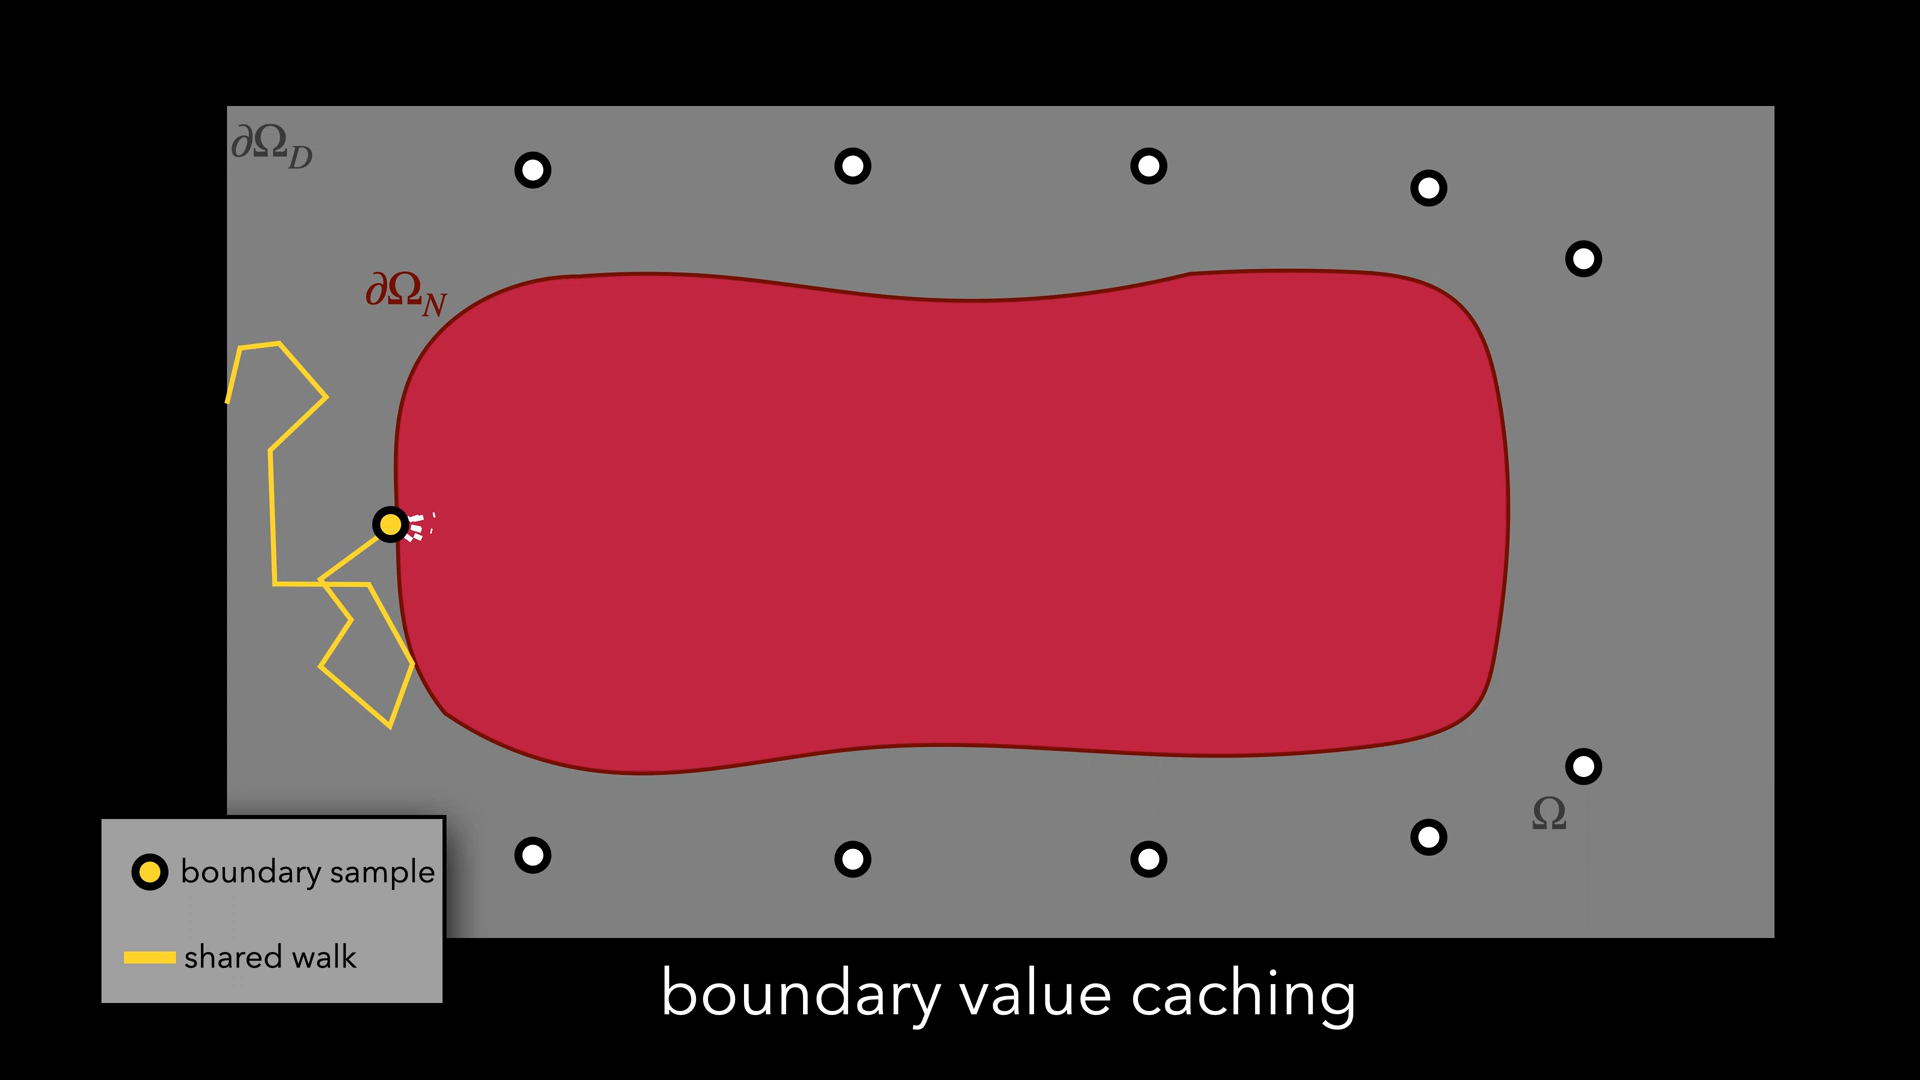 ∂Ω_D
∂Ω_N
Ω
boundary sample
shared walk
boundary value caching